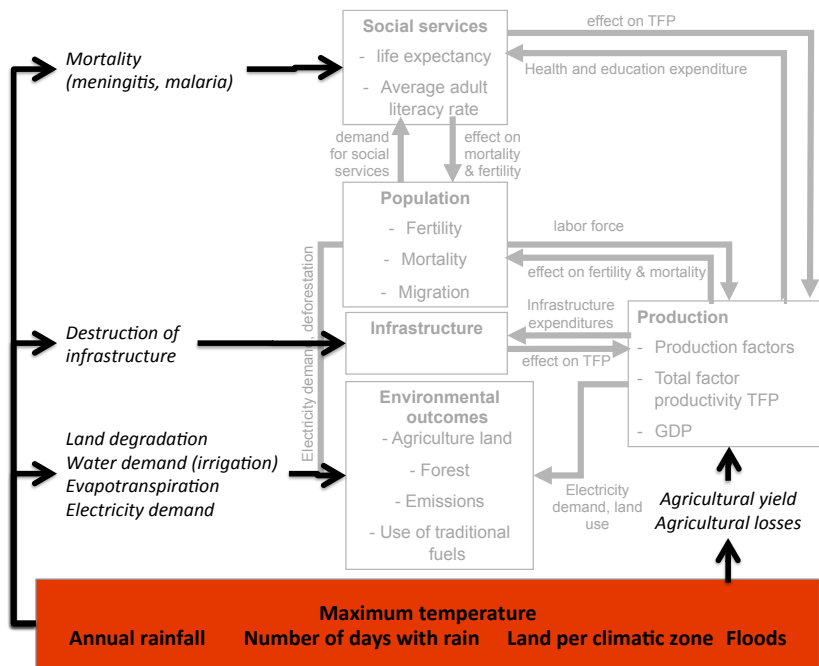 Social services
- life expectancy
- Average adult
literacy rate
effect on TFP
Health and education expenditure
Mortality
(meningitis, malaria)
demand
for social
services
effect on
mortality
& fertility
Population
- Fertility
- Mortality
- Migration
labor force
effect on fertility & mortality
Electricity demand, deforestation
Destruction of
infrastructure
Infrastructure
Infrastructure
expenditures
effect on TFP
Production
- Production factors
- Total factor
productivity TFP
- GDP
Land degradation
Water demand (irrigation)
Evapotranspiration
Electricity demand
Environmental
outcomes
- Agriculture land
- Forest
- Emissions
- Use of traditional
fuels
Electricity
demand, land
use
Agricultural yield
Agricultural losses
Maximum temperature
Annual rainfall Number of days with rain Land per climatic zone Floods